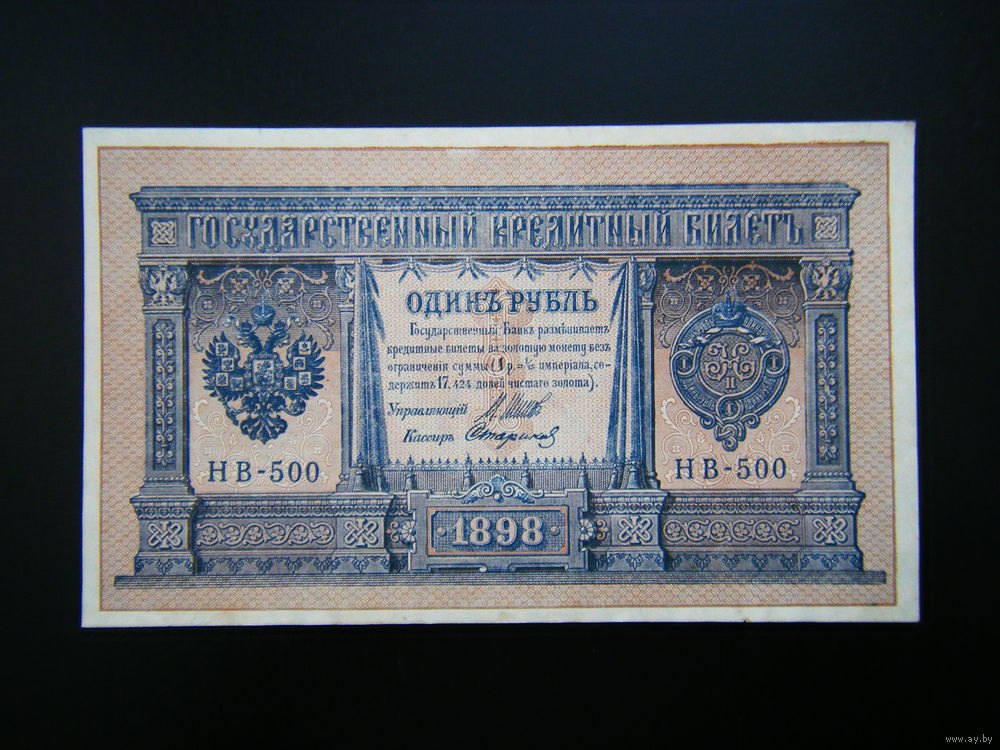 ГОСУДАРСТВЕННЫЙ КРЕДИТНЫЙ БИЛЕТЪ
ОДИНЪ РУБЛЬ
Государственный Банкъ размѣниваетъ
кредитные билеты на золотую монету безъ
ограниченія суммы (1 р. = 1/15 имперіала, со-
держитъ 17,424 долей чистаго золота).
Управляющій
Кассиръ
НВ-500
НВ-500
1898
www.ay.by